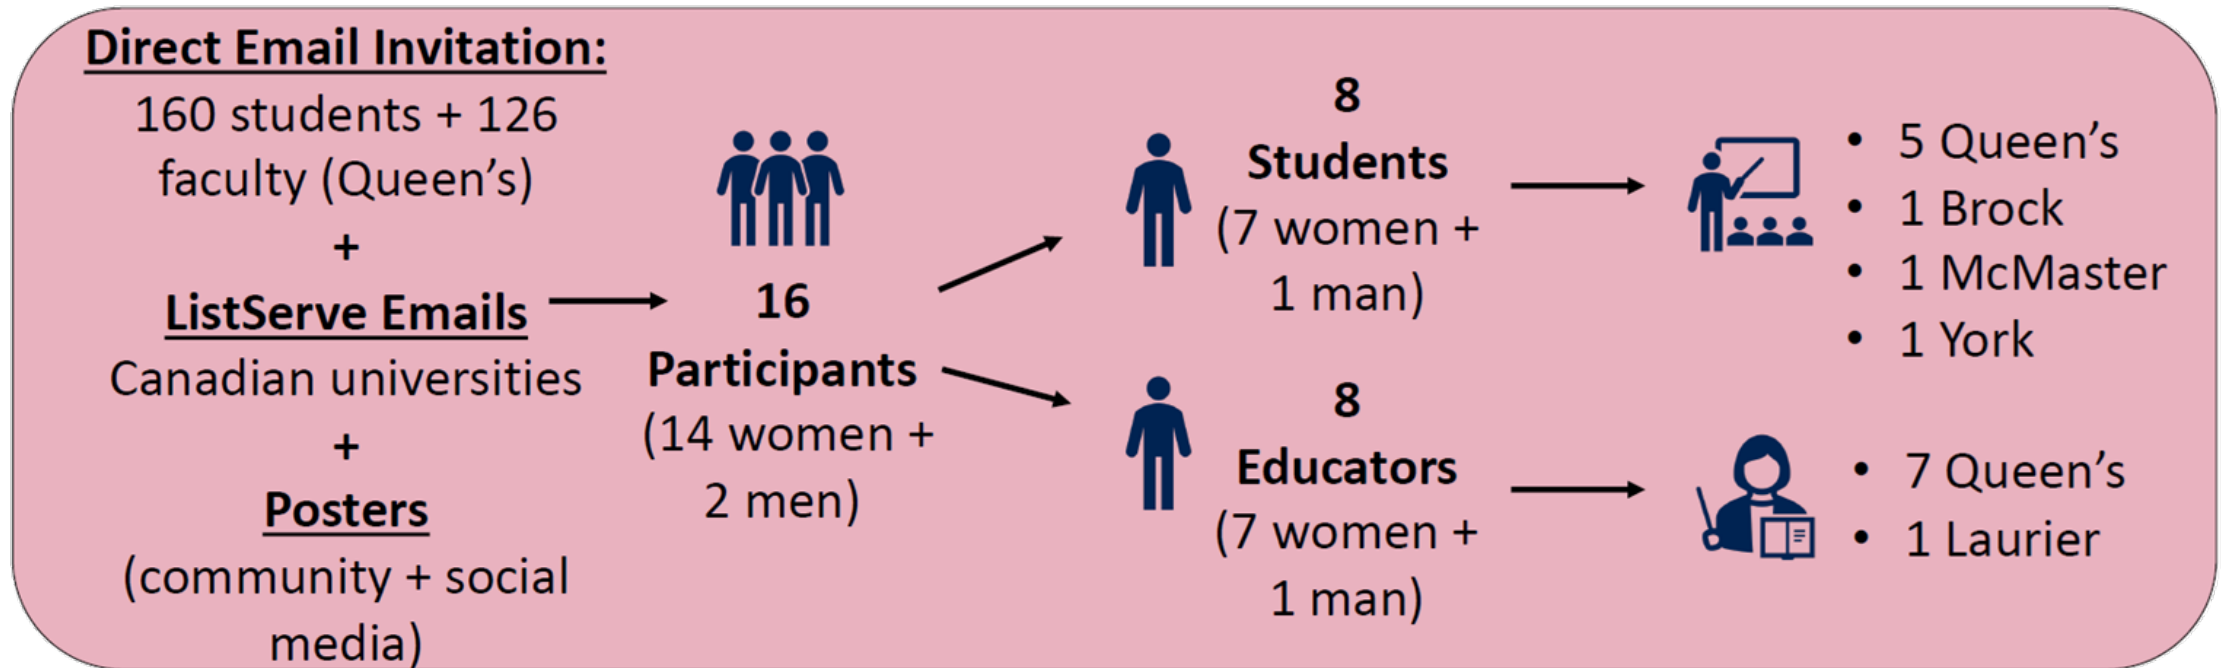 Direct Email Invitation:
160 students + 126
faculty (Queen’s)
+
ListServe Emails
Canadian universities
+
Posters
(community + social
media)
16
Participants
(14 women +
2 men)
8
Students
(7 women +
1 man)
8
Educators
(7 women +
1 man)
• 5 Queen’s
• 1 Brock
• 1 McMaster
• 1 York
• 7 Queen’s
• 1 Laurier